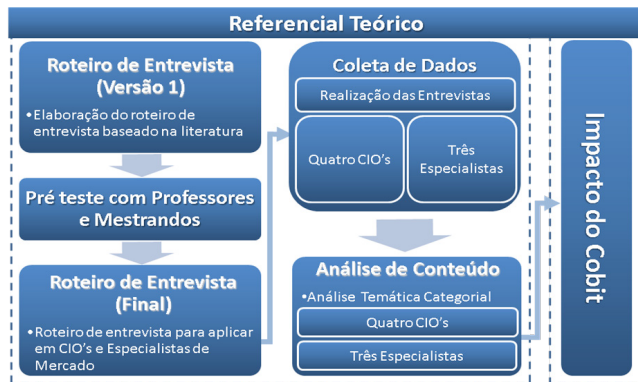 Referencial Teórico
Roteiro de Entrevista
(Versão 1)
•Elaboração do roteiro de
entrevista baseado na literatura
Pré teste com Professores
e Mestrandos
Roteiro de Entrevista
(Final)
•Roteiro de entrevista para aplicar
em CIO's e Especialistas de
Mercado
Coleta de Dados
Realização das Entrevistas
Quatro CIO's
Três
Especialistas
Análise de Conteúdo
•Análise Temática Categorial
Quatro CIO's
Três Especialistas
Impacto do Cobit